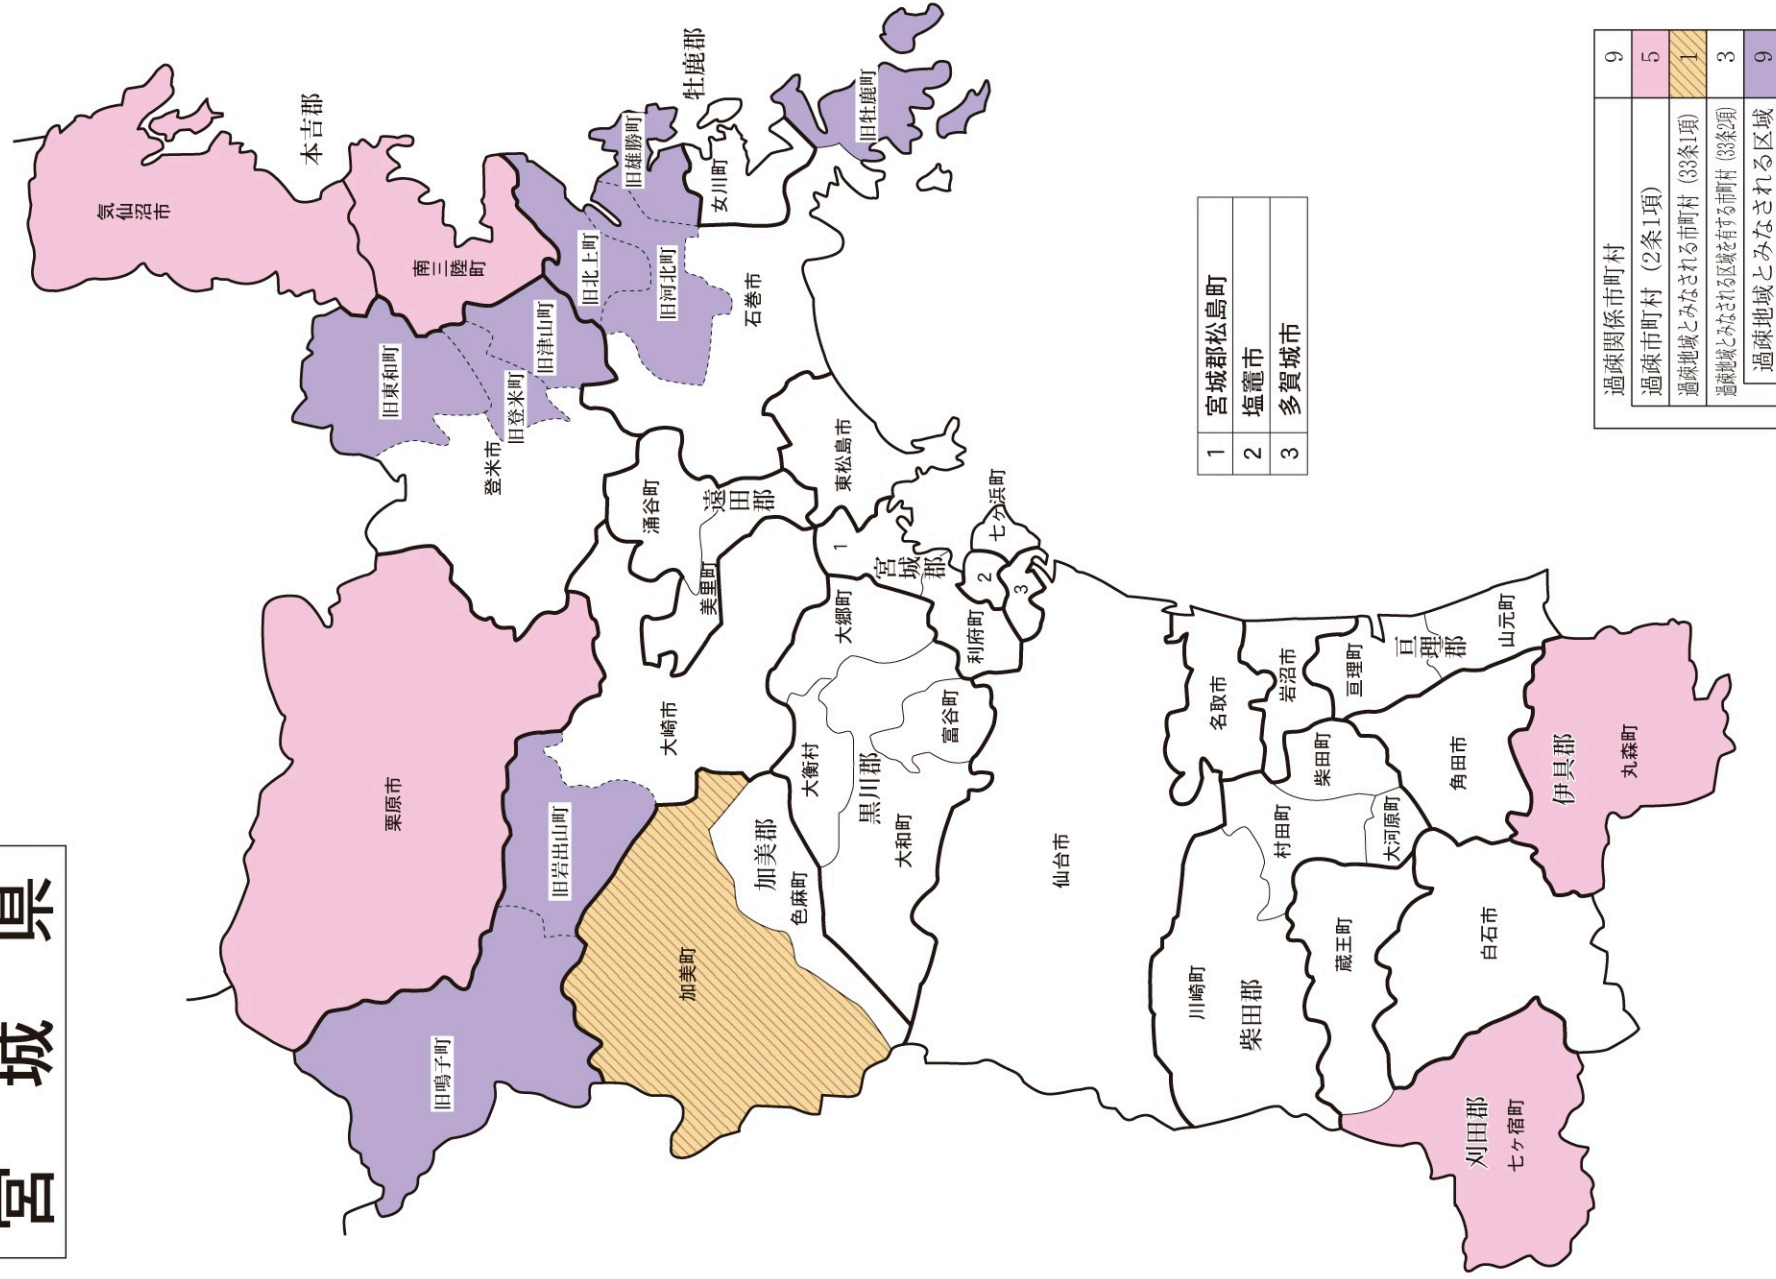 宮城県
気仙沼市
本吉郡
南三陸町
旧東和町
旧登米町
旧津山町
登米市
旧北上町
旧河北町
旧雄勝町
女川町
牡鹿郡
旧牡鹿町
石巻市
栗原市
涌谷町
遠田郡
美里町
東松島市
旧鳴子町
旧岩出山町
大崎市
加美町
加美郡
色麻町
大衡村
黒川郡
大和町
大郷町
富谷町
1
宮城郡
利府町
2
3
七ヶ浜町
仙台市
名取市
岩沼市
亘理町
亘理郡
山元町
川崎町
柴田郡
村田町
柴田町
大河原町
蔵王町
角田市
白石市
伊具郡
丸森町
刈田郡
七ヶ宿町
1 宮城郡松島町
2 塩竈市
3 多賀城市
過疎関係市町村 9
過疎市町村(2条1項) 5
過疎地域とみなされる市町村(33条1項) 1
過疎地域とみなされる区域を有する市町村(33条2項) 3
過疎地域とみなされる区域 9